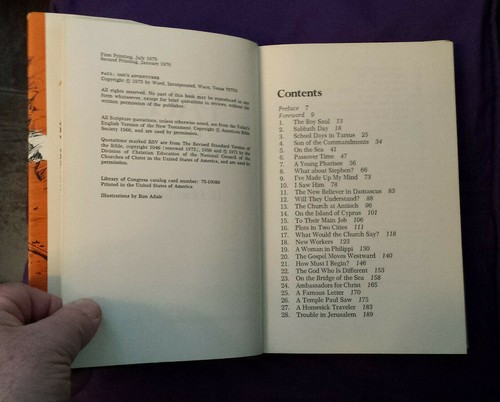 First Printing, July 1975
Second Printing, January 1976
PAUL: GOD'S ADVENTURER
Copyright © 1975 by Word, Incorporated, Waco, Texas 76703
All rights reserved. No part of this book may be reproduced in any
form whatsoever, except for brief quotations in reviews, without the
written permission of the publisher.
All Scripture quotations, unless otherwise noted, are from the Today's
English Version of the New Testament. Copyright © American Bible
Society 1966, and are used by permission.
Quotations marked RSV are from The Revised Standard Version of
the Bible, copyright 1946 (renewed 1973), 1956 and © 1971 by the
Division of Christian Education of the National Council of the
Churches of Christ in the United States of America, and are used by
permission.
Library of Congress catalog card number:
Printed in the United States of America
Illustrations by Ron Adair
Contents
Preface 7
Foreword 9
1. The Boy Saul 13
2. Sabbath Day 18
3. School Days in Tarsus 25
4. Son of the Commandments 34
5. On the Sea 41
6. Passover Time 47
7. A Young Pharisee 56
8. What about Stephen? 60
9. I've Made Up My Mind 73
10. I Saw Him 78
11. The New Believer in Damascus 83
12. Will They Understand? 88
13. The Church at Antioch 96
14. On the Island of Cyprus 101
15. To Their Main Job 106
16. Plots in Two Cities 111
17. What Would the Church Say? 118
18. New Workers 123
19. A Woman in Philippi 130
20. The Gospel Moves Westward 140
21. How Must I Begin? 146
22. The God Who Is Different 153
23. On the Bridge of the Sea 158
24. Ambassadors for Christ 165
25. A Famous Letter 170
26. A Temple Paul Saw 175
27. A Homesick Traveler 183
28. Trouble in Jerusalem 189